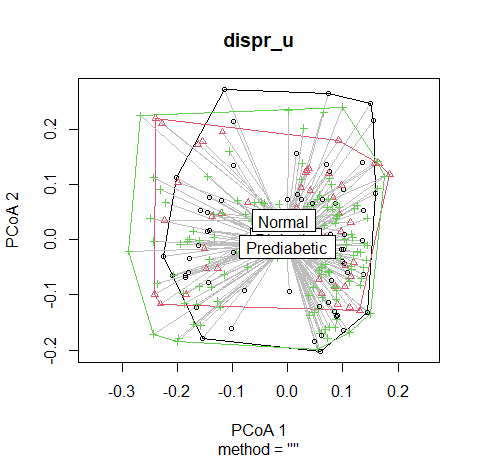 dispr_u
PCoA 2
0.2
0.1
0.0
-0.1
-0.2
Normal
Prediabetic
-0.3 -0.2 -0.1 0.0 0.1 0.2
PCoA 1
method = ""